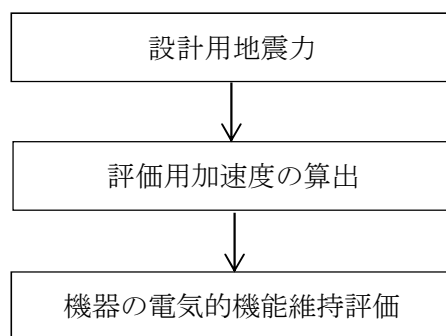 設計用地震力
評価用加速度の算出
機器の電気的機能維持評価